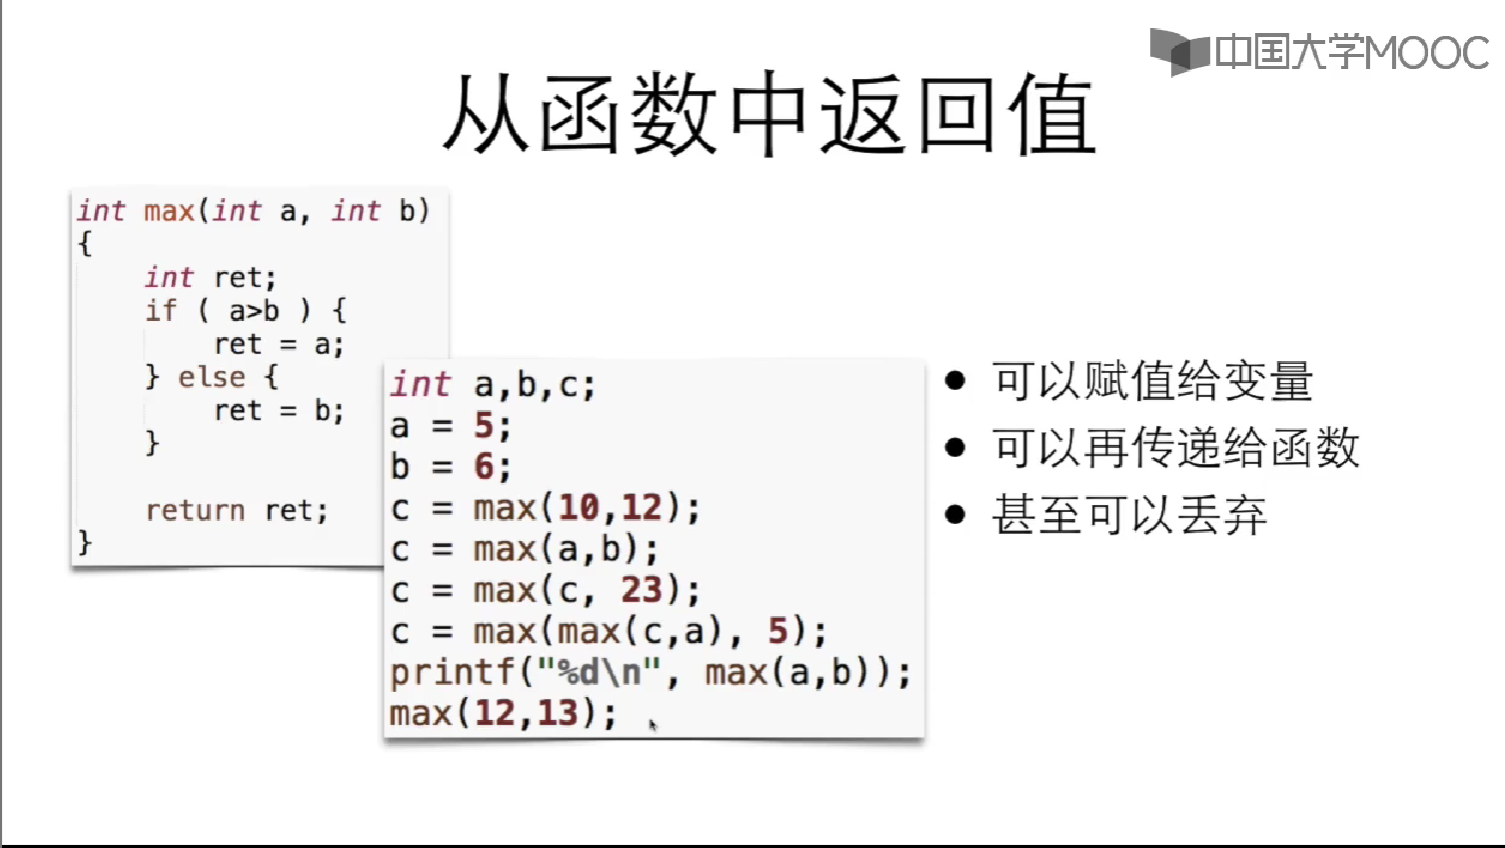 中国大学MOOC
从函数中返回值
int max(int a, int b)
{
    int ret;
    if ( a>b ) {
        ret = a;
    } else {
        ret = b;
    }
    return ret;
}
int a,b,c;
a = 5;
b = 6;
c = max(10,12);
c = max(a,b);
c = max(c, 23);
c = max(max(c,a), 5);
printf("%d\n", max(a,b));
max(12,13);
• 可以赋值给变量
• 可以再传递给函数
• 甚至可以丢弃